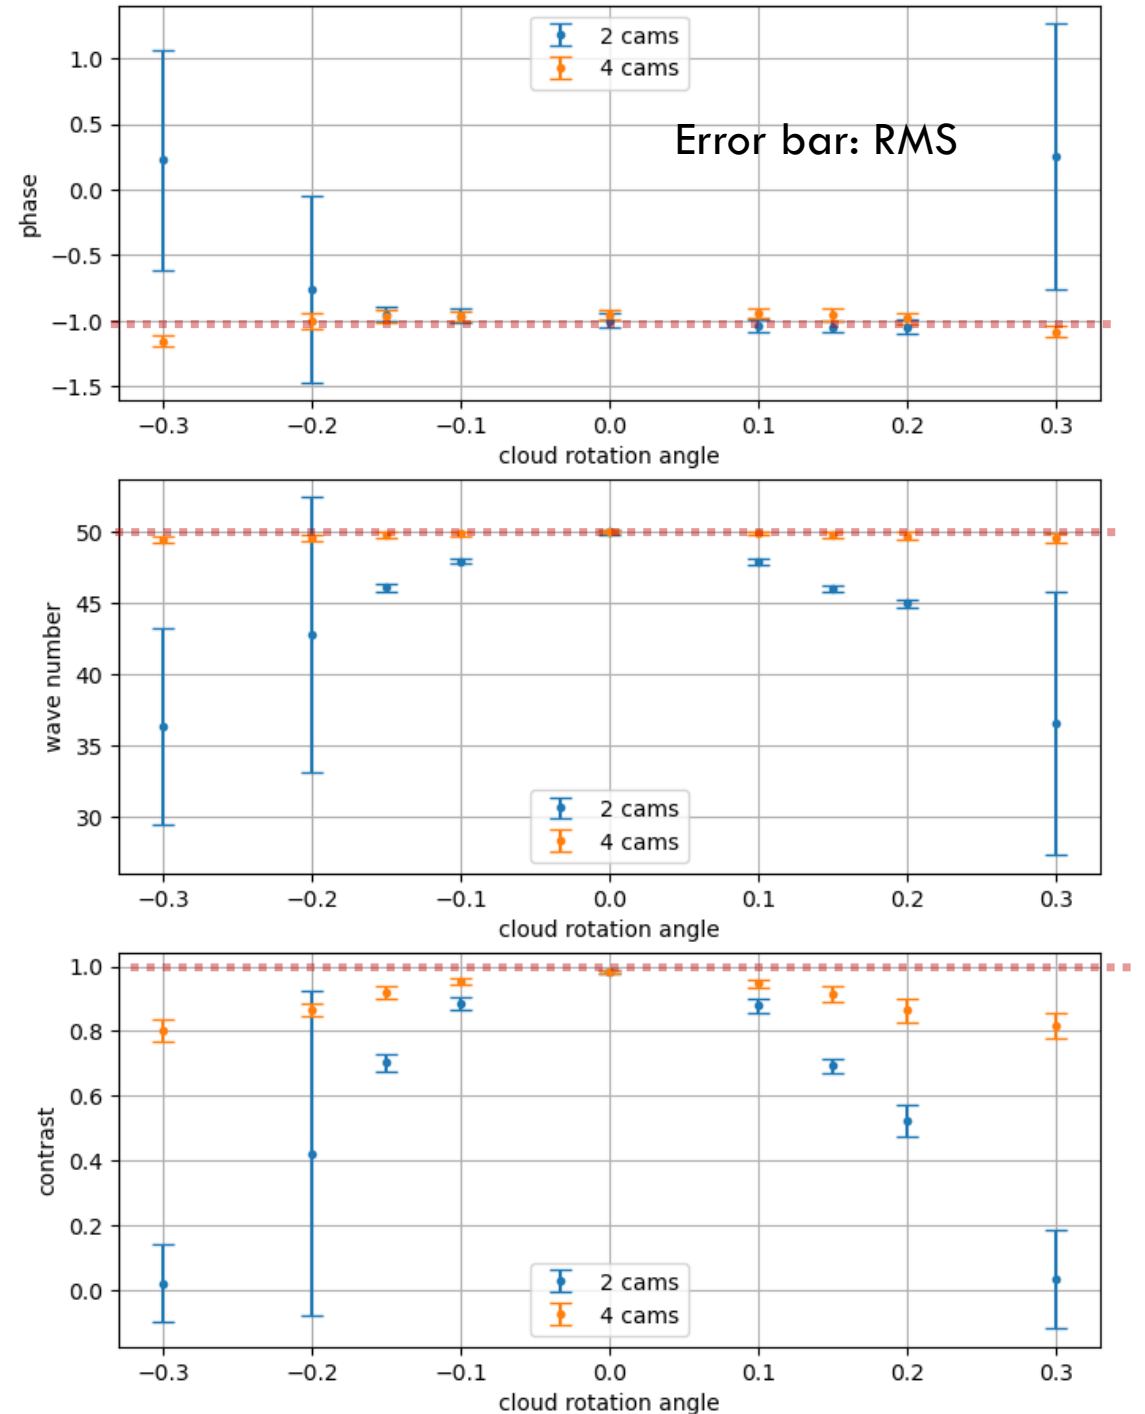 2 cams
4 cams
Error bar: RMS
1.0
0.5
0.0
−0.5
−1.0
−1.5
phase
−0.3 −0.2 −0.1 0.0 0.1 0.2 0.3
cloud rotation angle
50
45
40
35
30
wave number
2 cams
4 cams
−0.3 −0.2 −0.1 0.0 0.1 0.2 0.3
cloud rotation angle
1.0
0.8
0.6
0.4
0.2
0.0
contrast
2 cams
4 cams
−0.3 −0.2 −0.1 0.0 0.1 0.2 0.3
cloud rotation angle